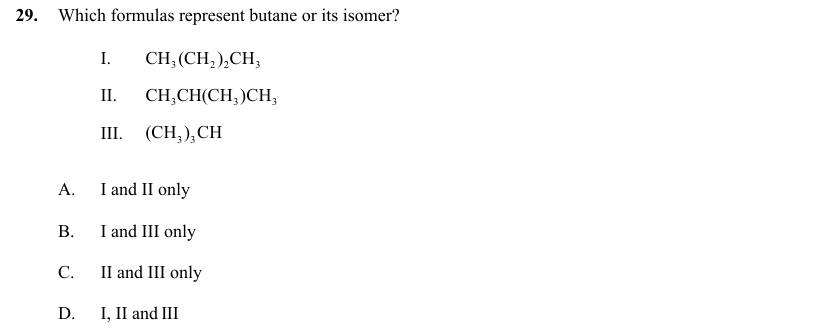 29. Which formulas represent butane or its isomer?
I. CH₃(CH₂)₂CH₃
II. CH₃CH(CH₃)CH₃
III. (CH₃)₃CH
A. I and II only
B. I and III only
C. II and III only
D. I, II and III